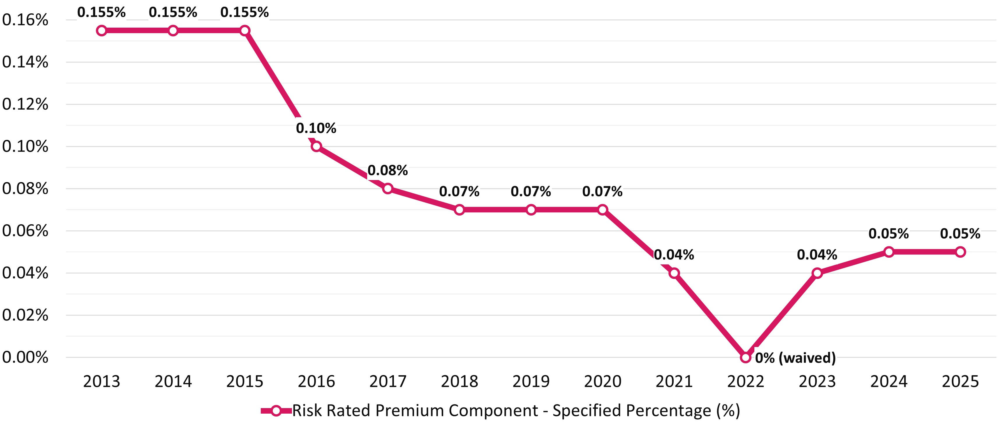 0.155% 0.155% 0.155%
0.16%
0.14%
0.12%
0.10%
0.10%
0.08%
0.08%
0.07% 0.07% 0.07%
0.06%
0.05% 0.05%
0.04% 0.04%
0.04%
0.02%
0.00%
0% (waived)
2013 2014 2015 2016 2017 2018 2019 2020 2021 2022 2023 2024 2025
Risk Rated Premium Component - Specified Percentage (%)